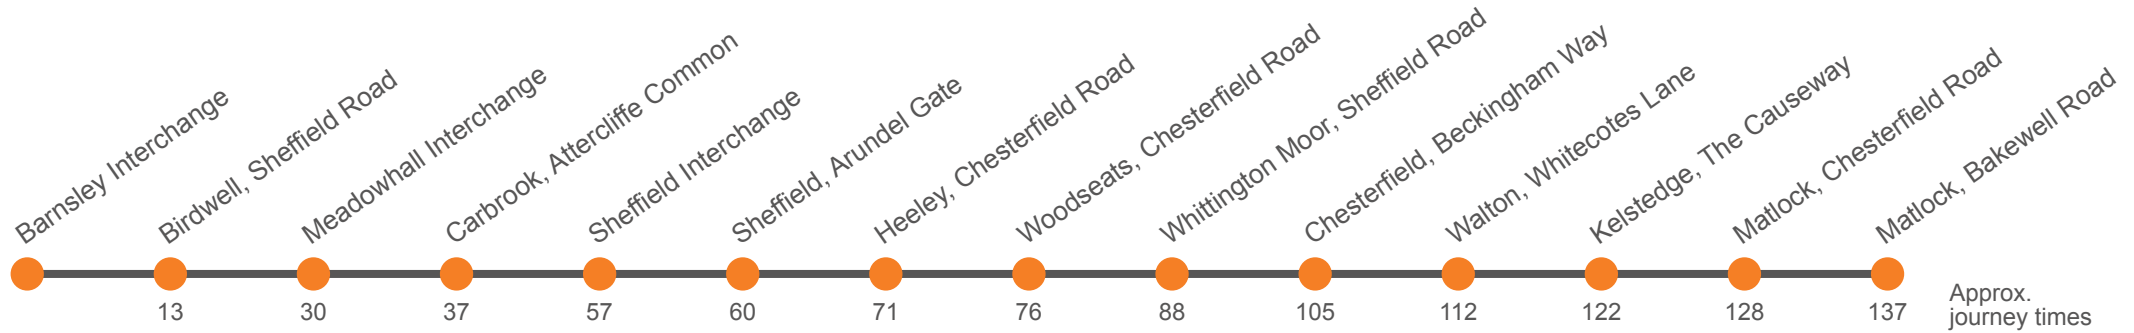 Barnsley Interchange
Birdwell, Sheffield Road
Meadowhall Interchange
Carbrook, Attercliffe Common
Sheffield Interchange
Sheffield, Arundel Gate
Heeley, Chesterfield Road
Woodseats, Chesterfield Road
Whittington Moor, Sheffield Road
Chesterfield, Beckingham Way
Walton, Whitecotes Lane
Kelstedge, The Causeway
Matlock, Chesterfield Road
Matlock, Bakewell Road
13 30 37 57 60 71 76 88 105 112 122 128 137
Approx.
journey times